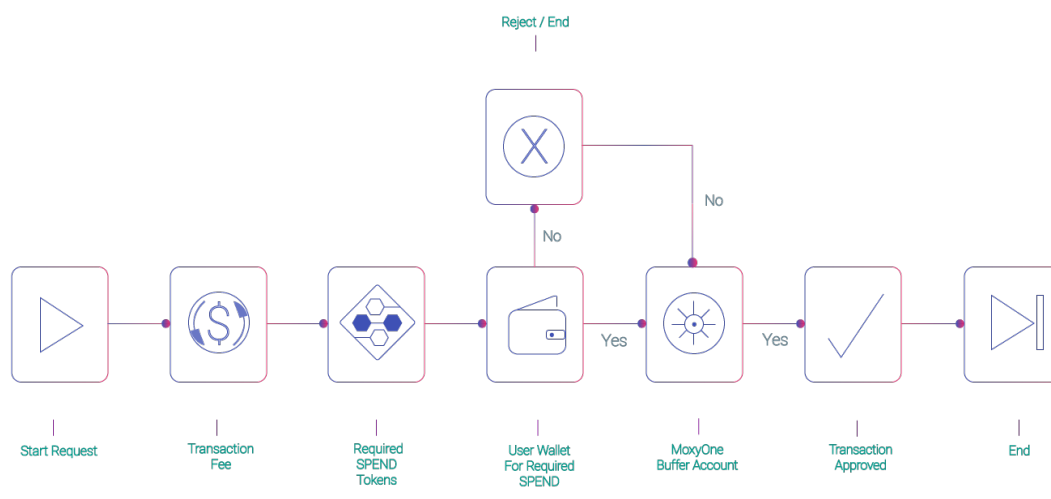 Reject / End
X
No
No
$
Yes
Yes
Start Request
Transaction
Fee
Required
SPEND
Tokens
User Wallet
For Required
SPEND
MoxyOne
Buffer Account
Transaction
Approved
End